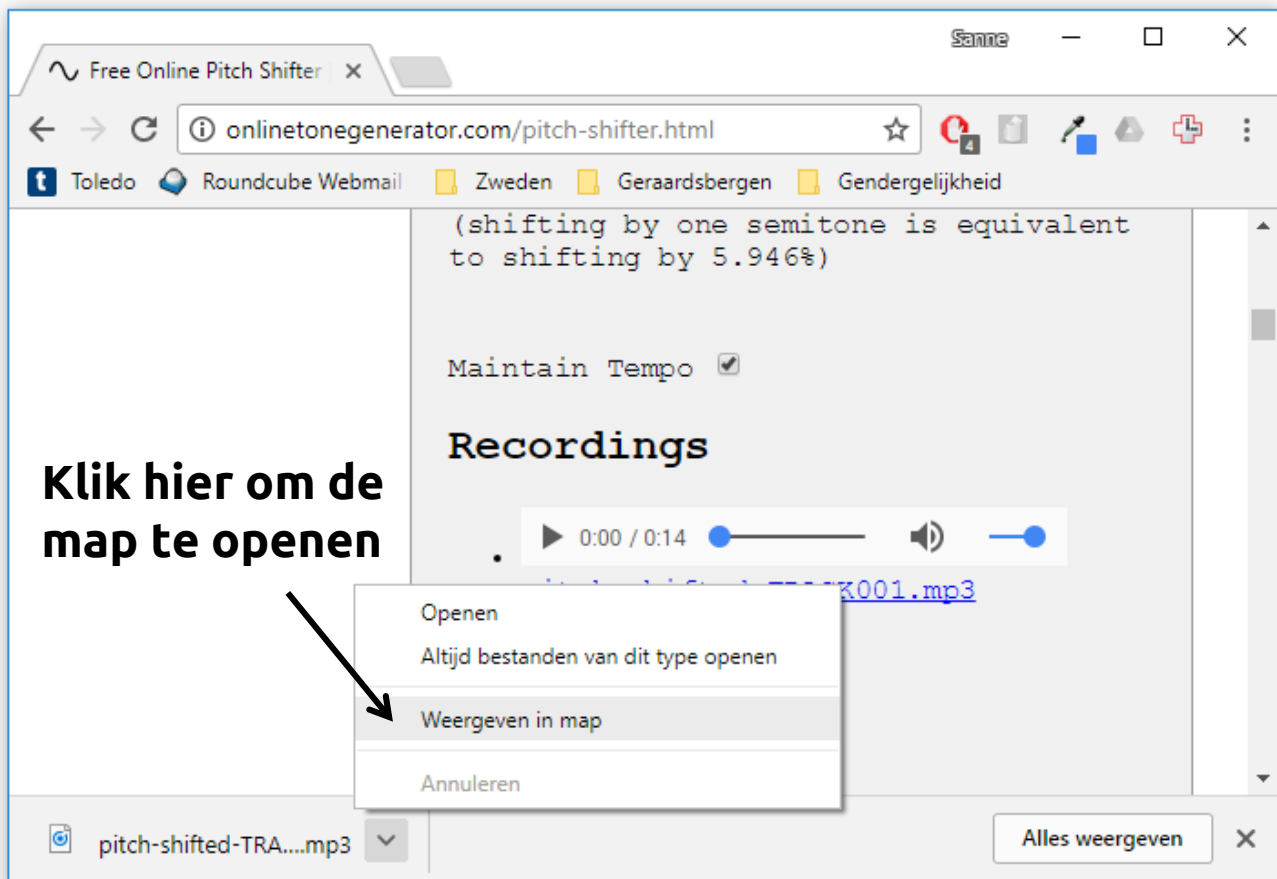 Sanne
Free Online Pitch Shifter
onlinetonegenerator.com/pitch-shifter.html
4
t Toledo Roundcube Webmail Zweden Geraardsbergen Gendergelijkheid
(shifting by one semitone is equivalent
to shifting by 5.946%)
Maintain Tempo
Recordings
Klik hier om de
map te openen
0:00 / 0:14
K001.mp3
Openen
Altijd bestanden van dit type openen
Weergeven in map
Annuleren
pitch-shifted-TRA....mp3
Alles weergeven